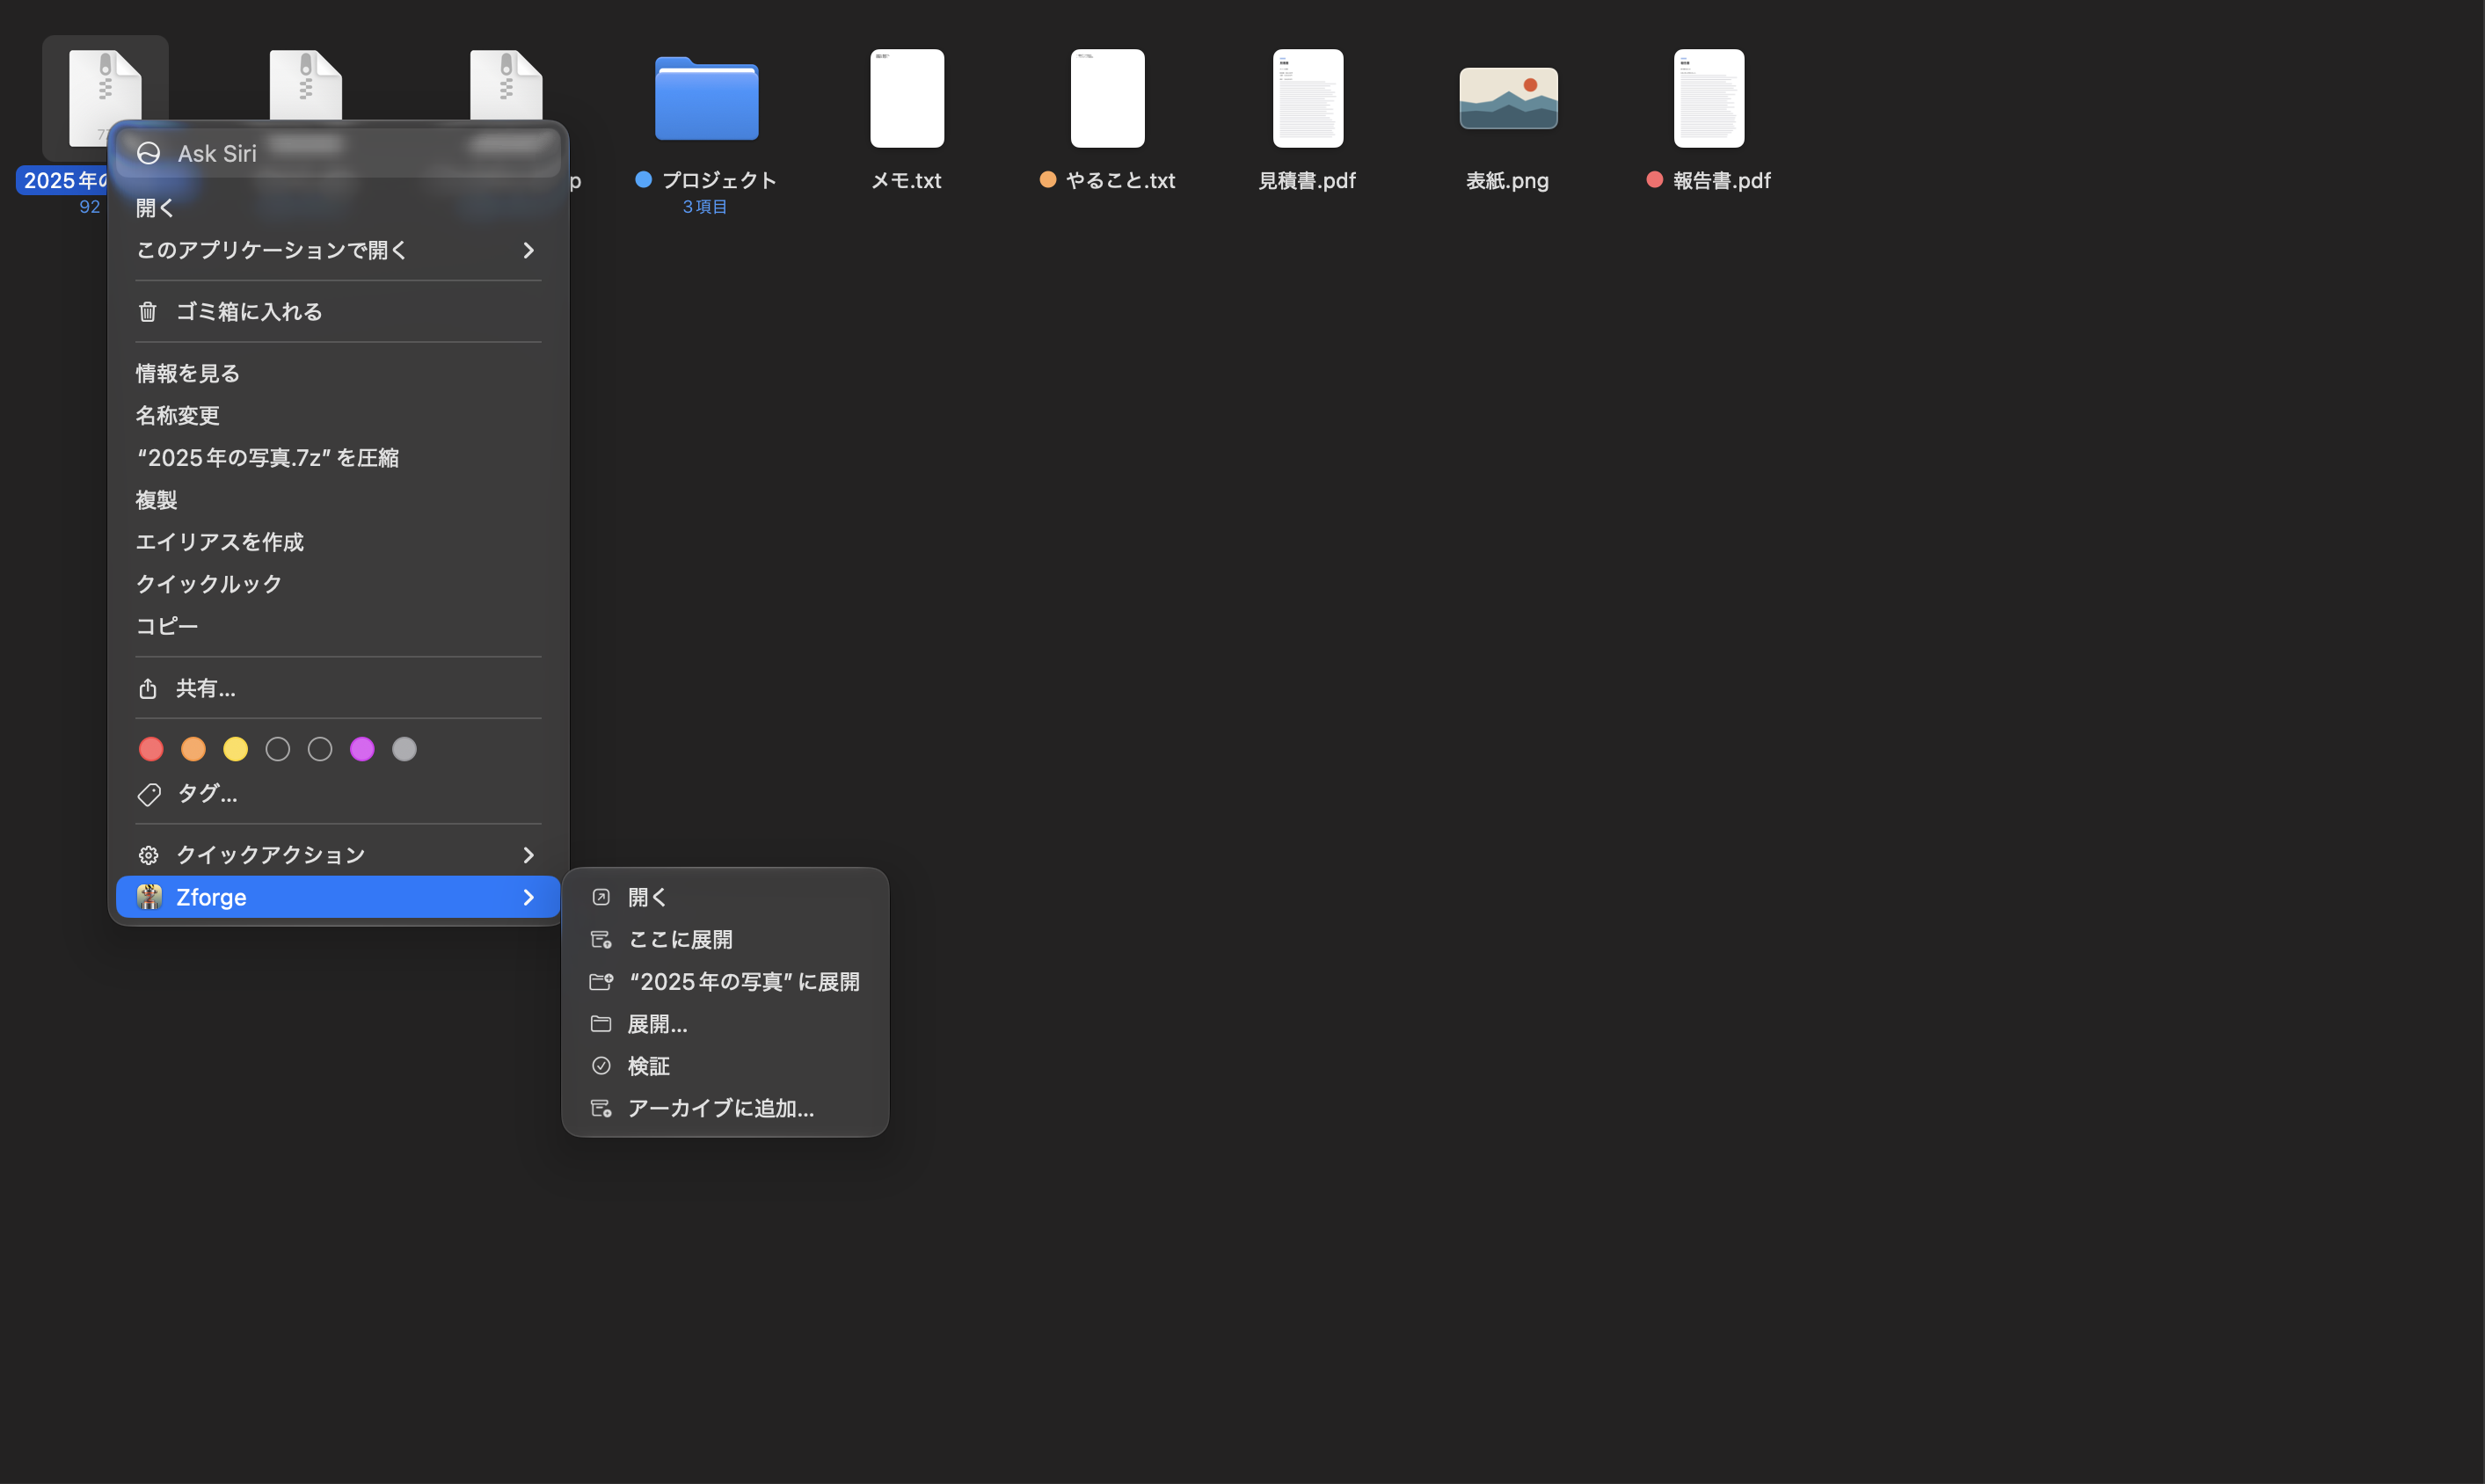 2025年の
92
p
プロジェクト
3項目
メモ.txt
やること.txt
見積書.pdf
表紙.png
報告書.pdf
Ask Siri
開く
このアプリケーションで開く
ゴミ箱に入れる
情報を見る
名称変更
“2025年の写真.7z” を圧縮
複製
エイリアスを作成
クイックルック
コピー
共有...
タグ...
クイックアクション
Zforge
開く
ここに展開
“2025年の写真” に展開
展開...
検証
アーカイブに追加...